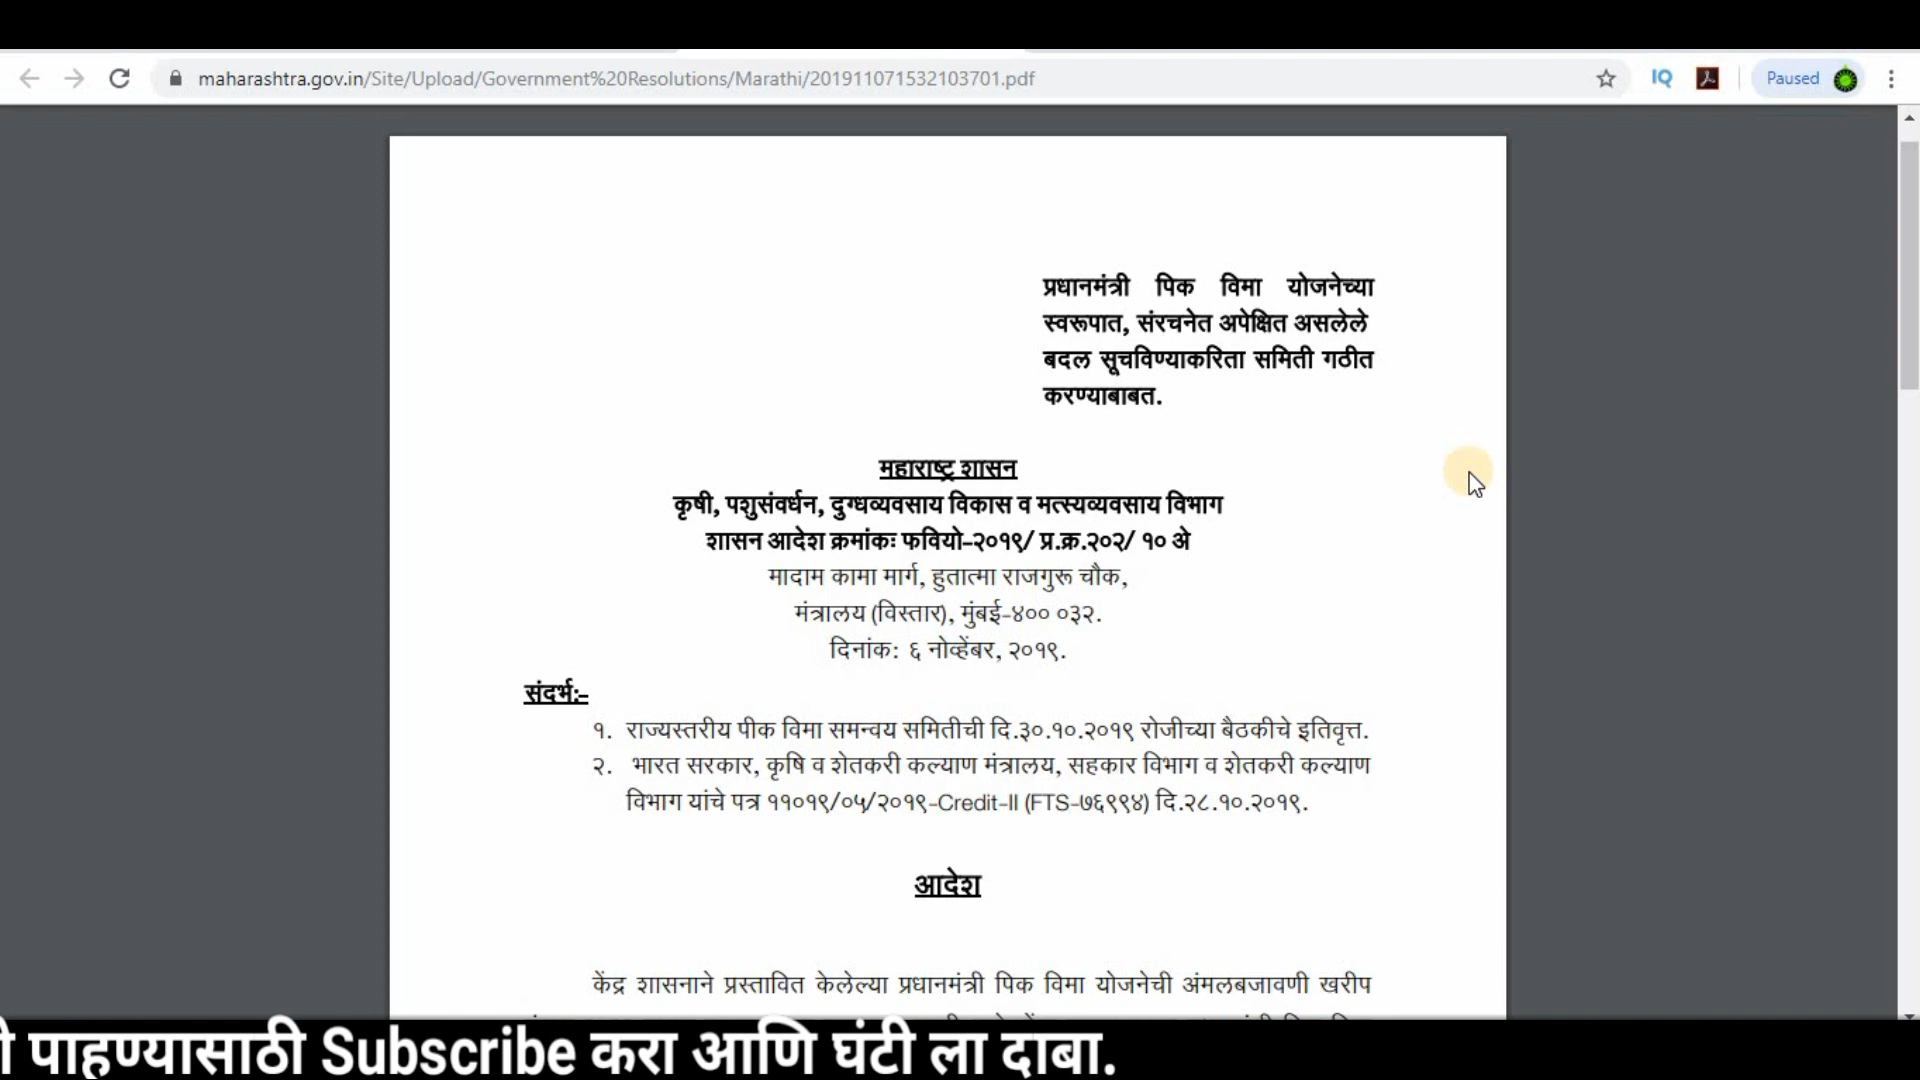 maharashtra.gov.in/Site/Upload/Government%20Resolutions/Marathi/201911071532103701.pdf
IQ
Paused
प्रधानमंत्री पिक विमा योजनेच्या
स्वरूपात, संरचनेत अपेक्षित असलेले
बदल सूचविण्याकरिता समिती गठीत
करण्याबाबत.
महाराष्ट्र शासन
कृषी, पशुसंवर्धन, दुग्धव्यवसाय विकास व मत्स्यव्यवसाय विभाग
शासन आदेश क्रमांकः फवियो-२०१९/ प्र.क्र.२०२/ १० अे
मादाम कामा मार्ग, हुतात्मा राजगुरू चौक,
मंत्रालय (विस्तार), मुंबई-४०० ०३२.
दिनांक: ६ नोव्हेंबर, २०१९.
संदर्भ:-
१. राज्यस्तरीय पीक विमा समन्वय समितीची दि.३०.१०.२०१९ रोजीच्या बैठकीचे इतिवृत्त.
२. भारत सरकार, कृषि व शेतकरी कल्याण मंत्रालय, सहकार विभाग व शेतकरी कल्याण
विभाग यांचे पत्र ११०१९/०५/२०१९-Credit-II (FTS-७६९९४) दि.२८.१०.२०१९.
आदेश
केंद्र शासनाने प्रस्तावित केलेल्या प्रधानमंत्री पिक विमा योजनेची अंमलबजावणी खरीप
पाहण्यासाठी Subscribe करा आणि घंटी ला दाबा.